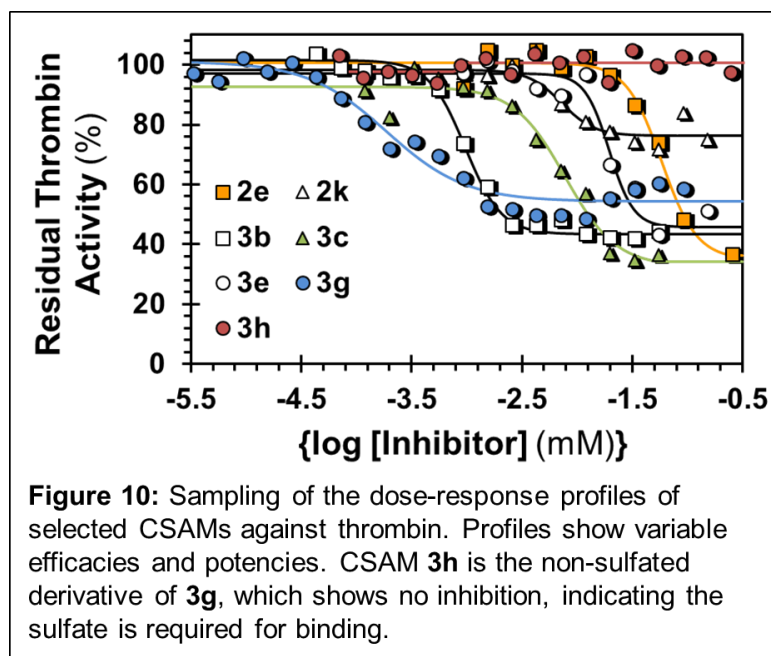 Residual Thrombin
Activity (%)
100
80
60
40
20
0
2e
2k
3b
3c
3e
3g
3h
-5.5
-4.5
-3.5
-2.5
-1.5
-0.5
{log [Inhibitor] (mM)}
Figure 10: Sampling of the dose-response profiles of
selected CSAMs against thrombin. Profiles show variable
efficacies and potencies. CSAM 3h is the non-sulfated
derivative of 3g, which shows no inhibition, indicating the
sulfate is required for binding.